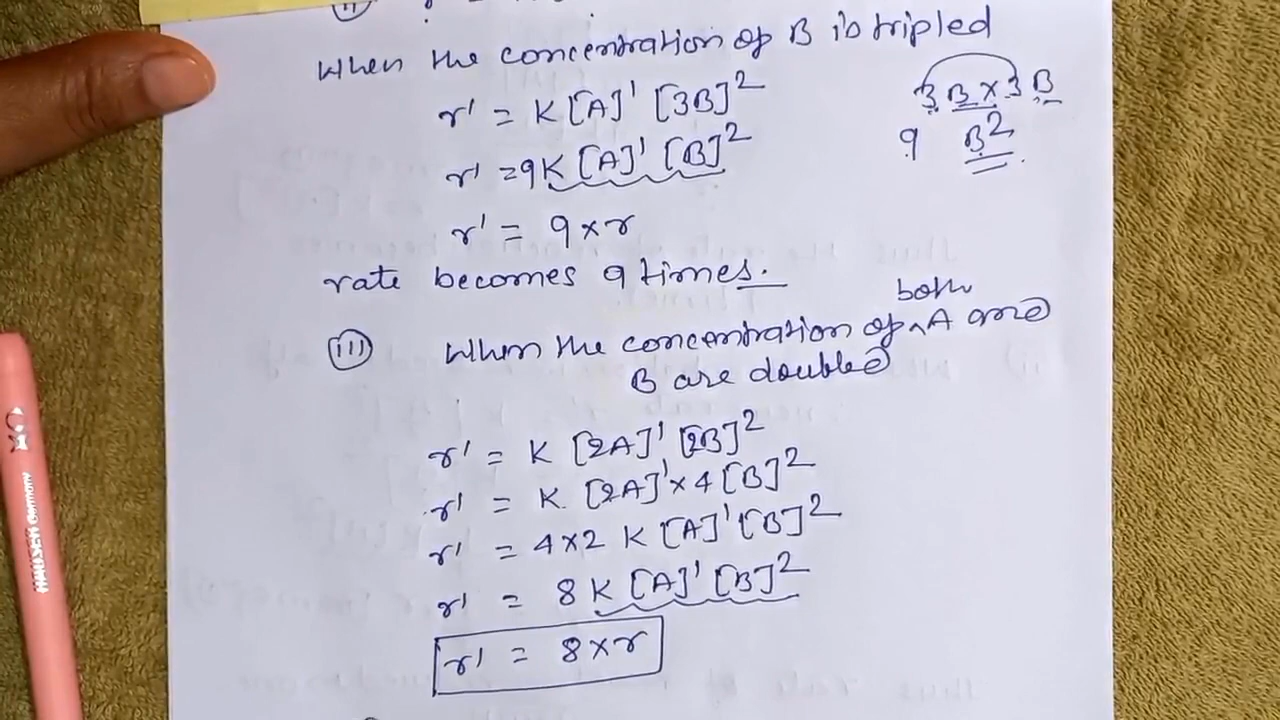 When the concentration of B is tripled
r' = K [A]' [3B]²
r' = 9K [A]' [B]²
r' = 9 × r
rate becomes 9 times.
3B × 3B
9 B²
(iii) When the concentration of both A and
B are doubled
r' = K [2A]' [2B]²
r' = K. [2A]' × 4 [B]²
r' = 4×2 K [A]' [B]²
r' = 8 K [A]' [B]²
r' = 8 × r
HAUSER Germany